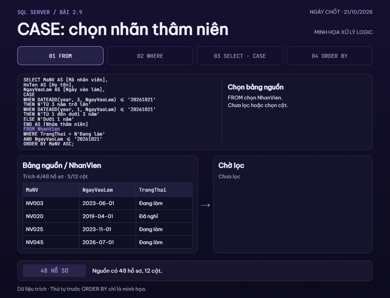 SQL SERVER / BÀI 2.9
NGÀY CHỐT · 21/10/2026
CASE: chọn nhãn thâm niên
MINH HỌA XỬ LÝ LOGIC
01 FROM
02 WHERE
03 SELECT · CASE
04 ORDER BY
SELECT MaNV AS [Mã nhân viên],
HoTen AS [Họ tên],
NgayVaoLam AS [Ngày vào làm],
CASE
WHEN DATEADD(year, 3, NgayVaoLam) <= '20261021'
THEN N'Từ 3 năm trở lên'
WHEN DATEADD(year, 1, NgayVaoLam) <= '20261021'
THEN N'Từ 1 đến dưới 3 năm'
ELSE N'Dưới 1 năm'
END AS [Nhóm thâm niên]
FROM NhanVien
WHERE TrangThai = N'Đang làm'
AND NgayVaoLam <= '20261021'
ORDER BY MaNV ASC;
Chọn bảng nguồn
FROM chọn NhanVien.
Chưa lọc hoặc chọn cột.
Bảng nguồn / NhanVien
Trích 4/48 hồ sơ · 3/12 cột
MaNV NgayVaoLam TrangThai
NV003 2023-06-01 Đang làm
NV020 2019-04-01 Đã nghỉ
NV025 2023-11-01 Đang làm
NV045 2026-07-01 Đang làm
→
Chờ lọc
Chưa lọc
48 HỒ SƠ
Nguồn có 48 hồ sơ, 12 cột.
Dữ liệu trích · Thứ tự trước ORDER BY chỉ là minh họa.